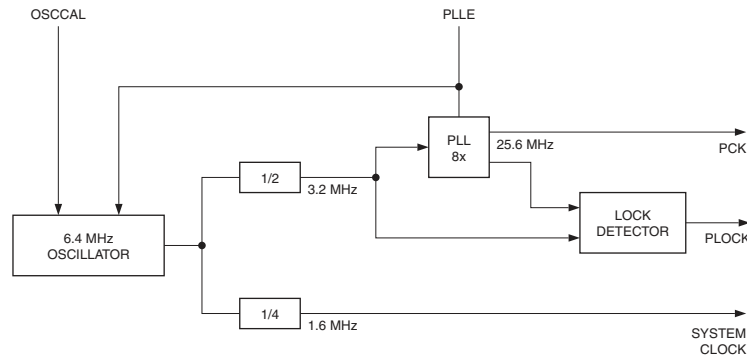 OSCCAL
PLLE
PLL
8x
25.6 MHz
PCK
1/2
3.2 MHz
LOCK
DETECTOR
PLOCK
6.4 MHz
OSCILLATOR
1/4
1.6 MHz
SYSTEM
CLOCK